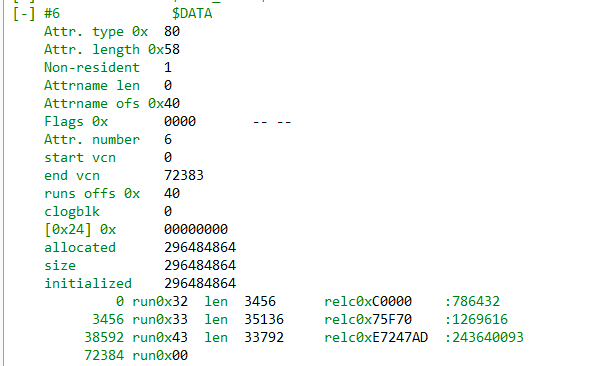 [-] #6 $DATA
Attr. type 0x 80
Attr. length 0x58
Non-resident 1
Attrname len 0
Attrname ofs 0x40
Flags 0x 0000 -- --
Attr. number 6
start vcn 0
end vcn 72383
runs offs 0x 40
clogblk 0
[0x24] 0x 00000000
allocated 296484864
size 296484864
initialized 296484864
0 run0x32 len 3456 relc0xC0000 :786432
3456 run0x33 len 35136 relc0x75F70 :1269616
38592 run0x43 len 33792 relc0xE7247AD :243640093
72384 run0x00